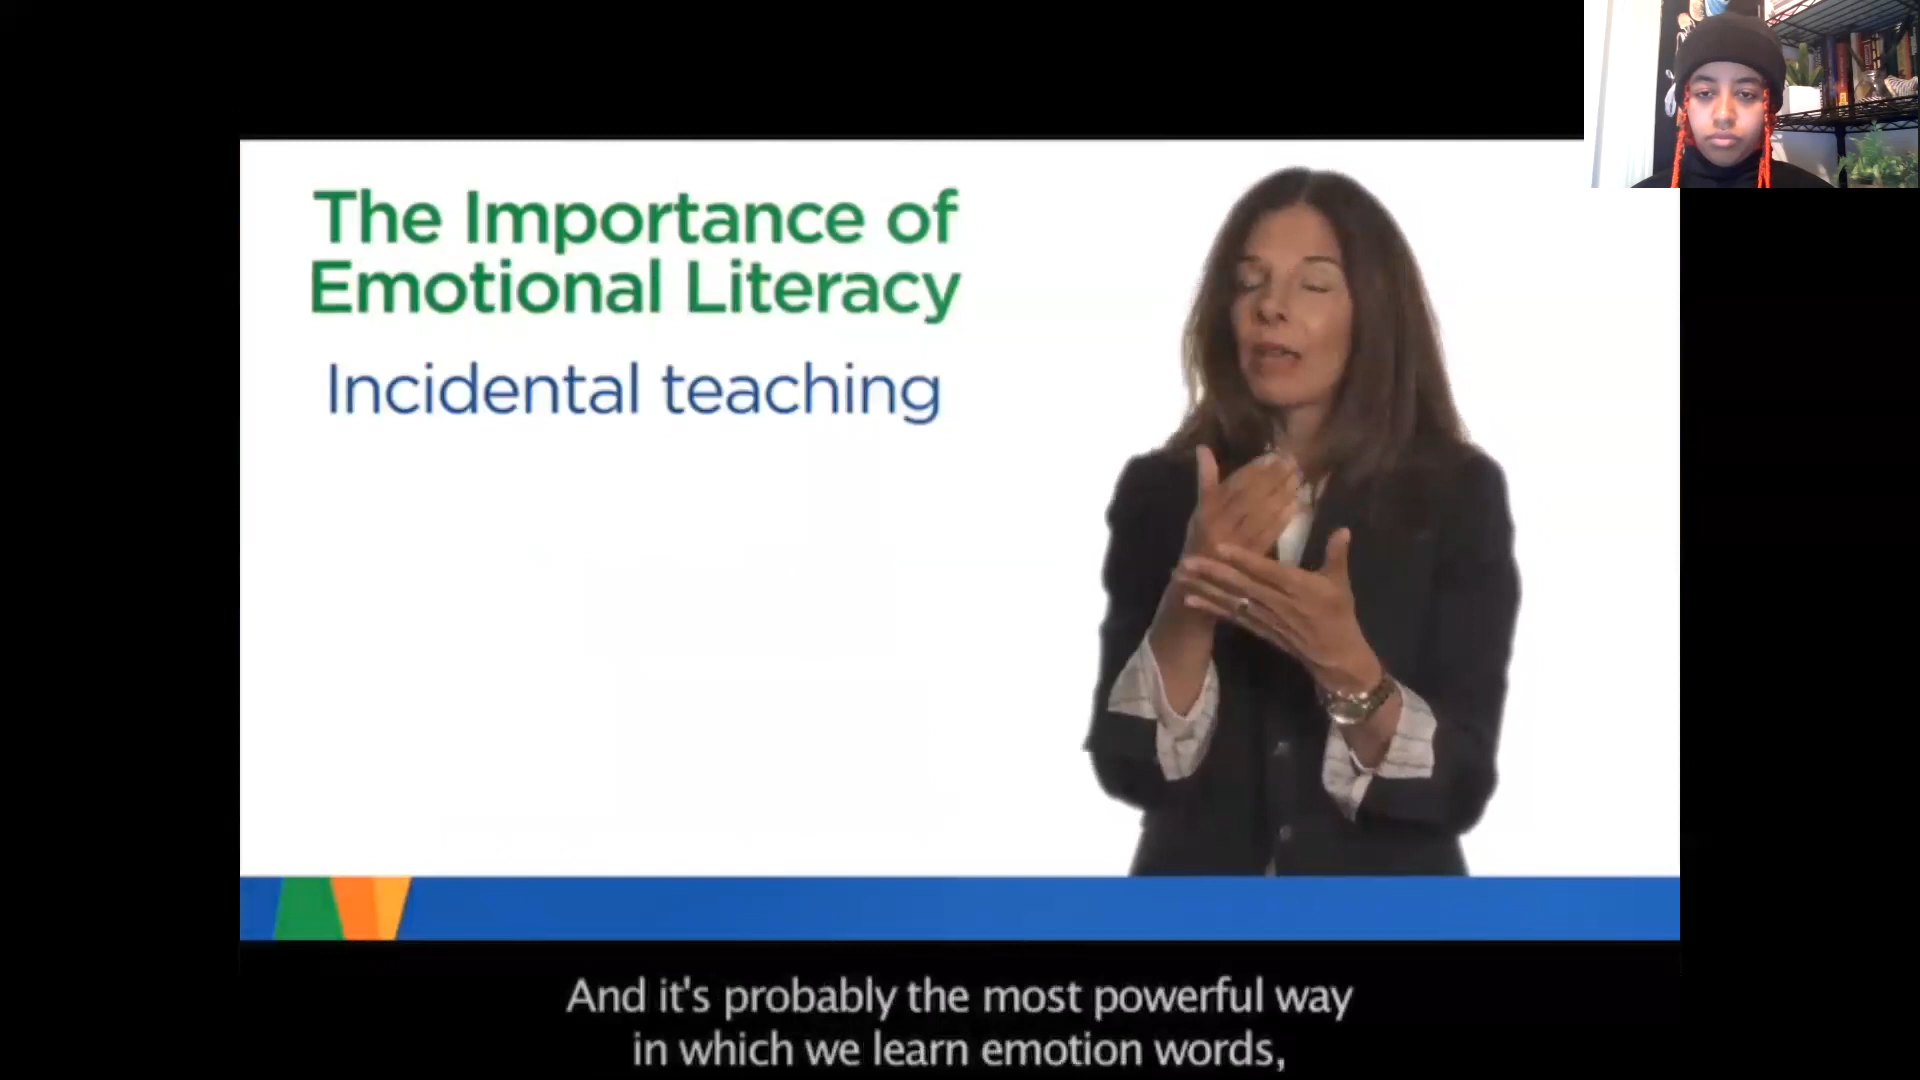 The Importance of
Emotional Literacy
Incidental teaching
And it's probably the most powerful way
in which we learn emotion words,